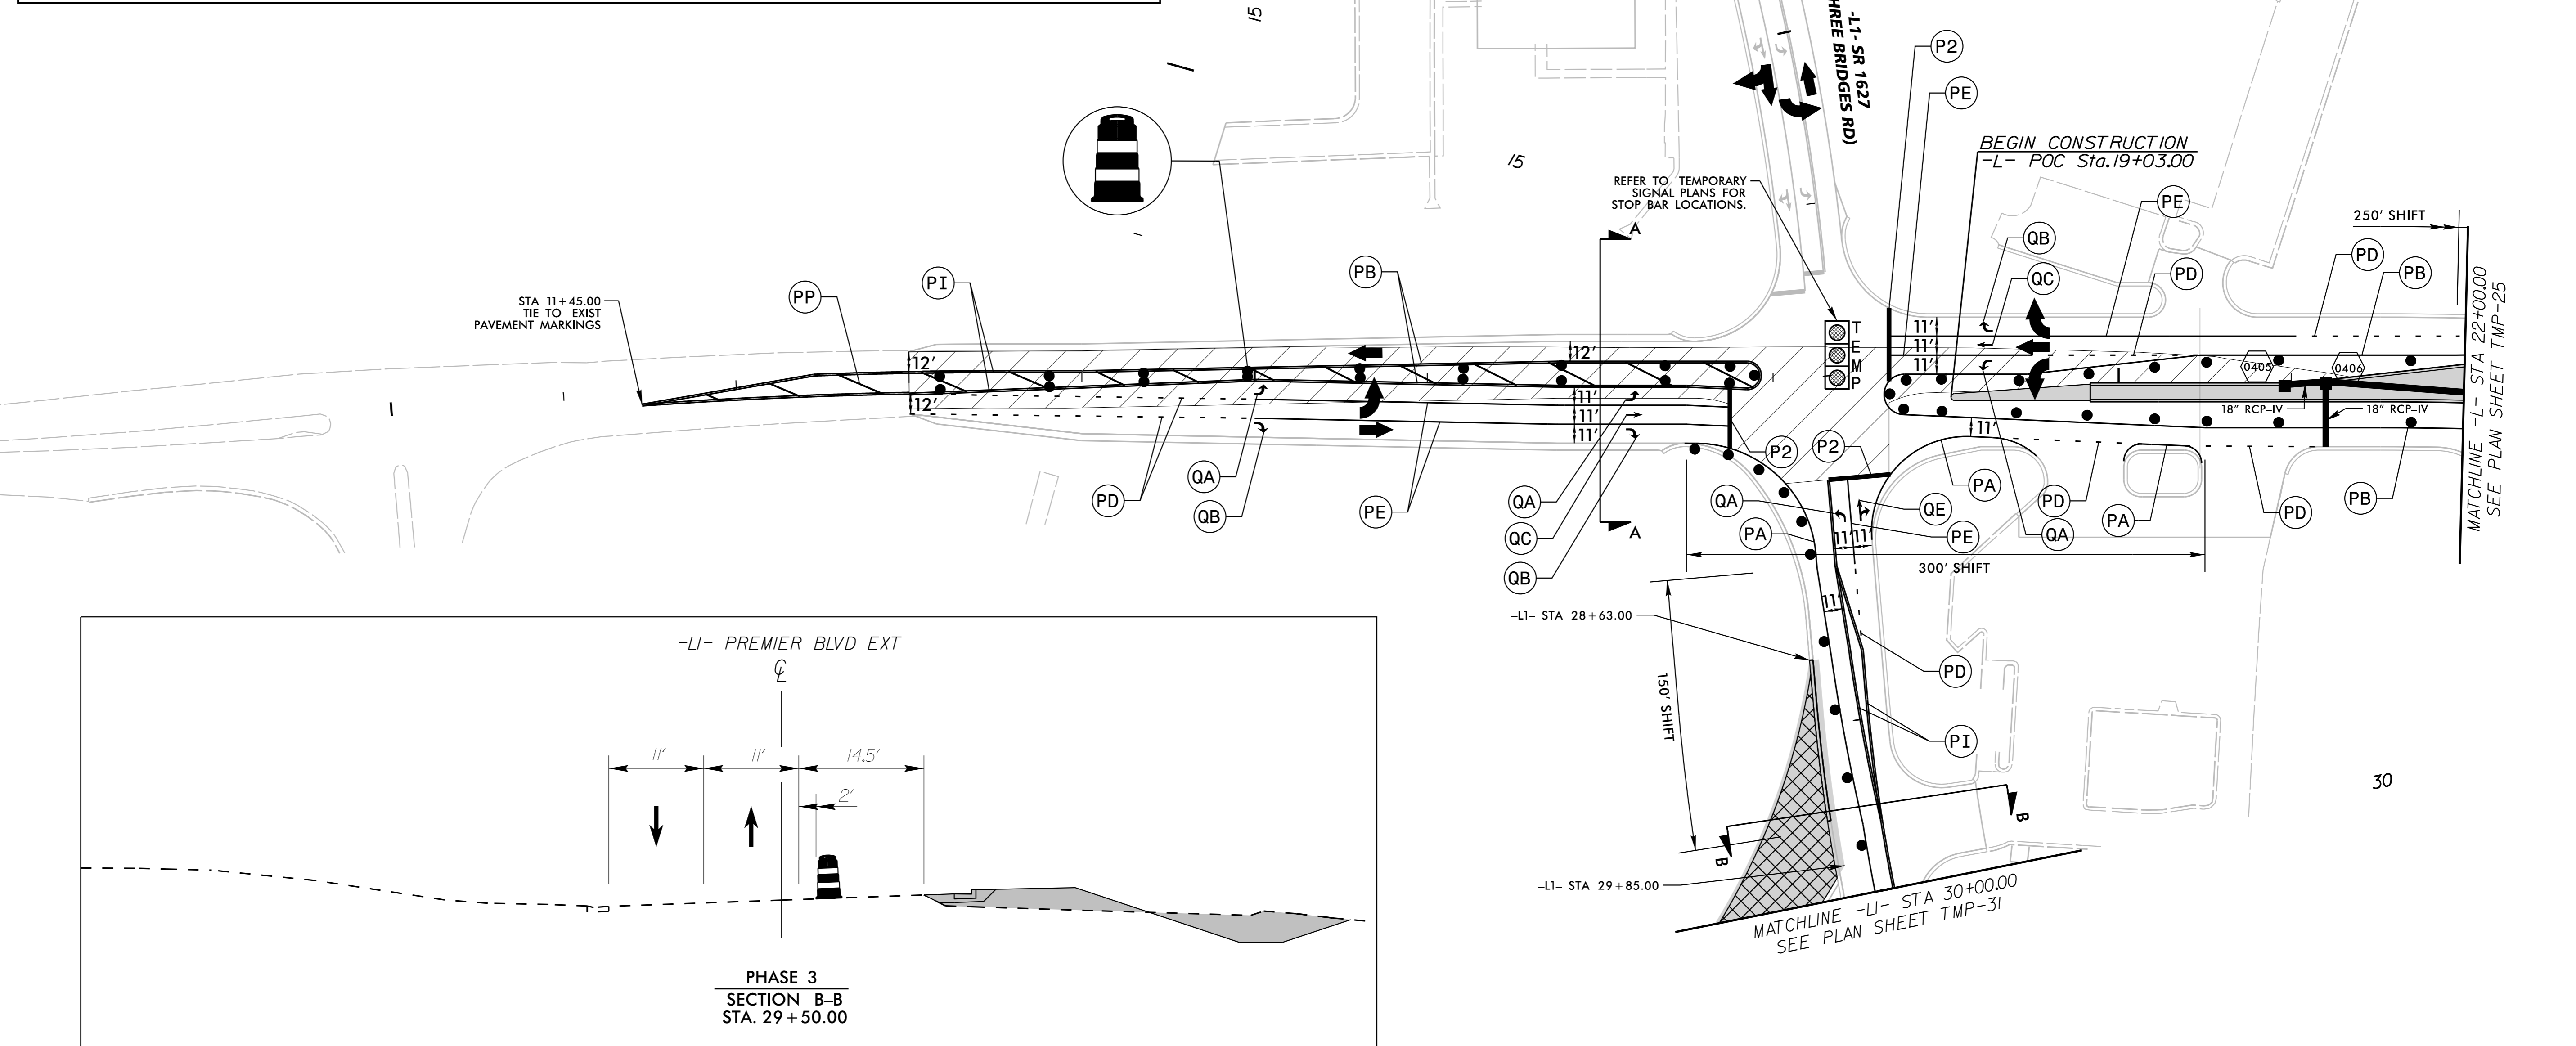 15
-L1- SR 1627
HREE BRIDGES RD)
P2
PE
BEGIN CONSTRUCTION
-L- POC Sta.19+03.00
15
REFER TO TEMPORARY
SIGNAL PLANS FOR
STOP BAR LOCATIONS.
PE
250' SHIFT
A
QB
PD
PB
QC
PD
PB
PI
PP
STA 11+45.00
TIE TO EXIST
PAVEMENT MARKINGS
MATCHLINE -L- STA 22+00.00
SEE PLAN SHEET TMP-25
T
E
M
P
11'
11'
11'
12'
12'
12'
11'
11'
11'
0405
0406
18" RCP-IV
18" RCP-IV
11'
P2
P2
QA
PD
QB
PE
QA
QC
QB
A
QA
PA
QE
PE
11'
11'
PA
PD
QA
PA
PD
PB
300' SHIFT
11'
-L1- STA 28+63.00
150' SHIFT
PD
PI
B
B
30
-L1- STA 29+85.00
MATCHLINE -L1- STA 30+00.00
SEE PLAN SHEET TMP-31
-L1- PREMIER BLVD EXT
℄
11'
11'
14.5'
2'
PHASE 3
SECTION B-B
STA. 29+50.00